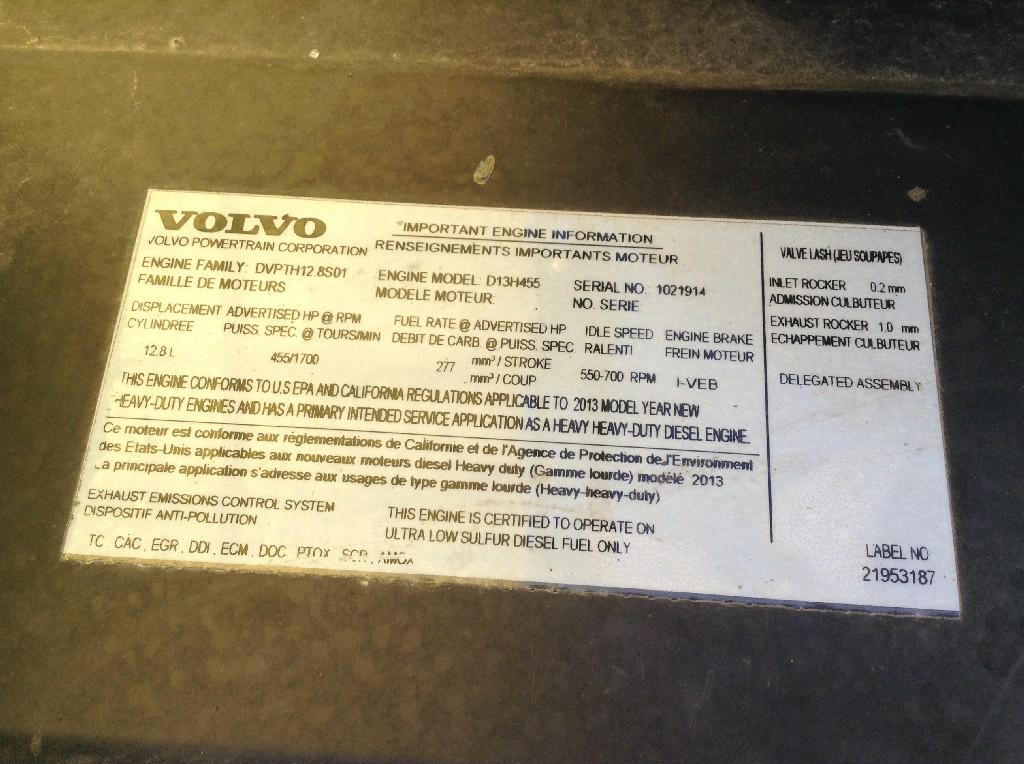 VOLVO
VOLVO POWERTRAIN CORPORATION
IMPORTANT ENGINE INFORMATION
RENSEIGNEMENTS IMPORTANTS MOTEUR
ENGINE FAMILY: DVPTH12.8S01
FAMILLE DE MOTEURS
ENGINE MODEL: D13H455
MODELE MOTEUR:
SERIAL NO. 1021914
NO. SERIE
DISPLACEMENT
CYLINDREE
12.8 L
ADVERTISED HP @ RPM
PUISS. SPEC. @ TOURS/MIN
455/1700
FUEL RATE @ ADVERTISED HP
DEBIT DE CARB. @ PUISS. SPEC
277 mm³ / STROKE
mm³ / COUP
IDLE SPEED
RALENTI
550-700 RPM
ENGINE BRAKE
FREIN MOTEUR
I-VEB
THIS ENGINE CONFORMS TO U.S EPA AND CALIFORNIA REGULATIONS APPLICABLE TO 2013 MODEL YEAR NEW
HEAVY-DUTY ENGINES AND HAS A PRIMARY INTENDED SERVICE APPLICATION AS A HEAVY HEAVY-DUTY DIESEL ENGINE.
Ce moteur est conforme aux réglementations de Californie et de l'Agence de Protection de l'Environment
des Etats-Unis applicables aux nouveaux moteurs diesel Heavy duty (Gamme lourde) modèle 2013
La principale application s'adresse aux usages de type gamme lourde (Heavy-heavy-duty)
EXHAUST EMISSIONS CONTROL SYSTEM
DISPOSITIF ANTI-POLLUTION
TC, CAC, EGR, DDI, ECM, DOC, PTOX, SCR, AMOX
THIS ENGINE IS CERTIFIED TO OPERATE ON
ULTRA LOW SULFUR DIESEL FUEL ONLY
VALVE LASH (JEU SOUPAPES)
INLET ROCKER 0.2 mm
ADMISSION CULBUTEUR
EXHAUST ROCKER 1.0 mm
ECHAPPEMENT CULBUTEUR
DELEGATED ASSEMBLY
LABEL NO
21953187